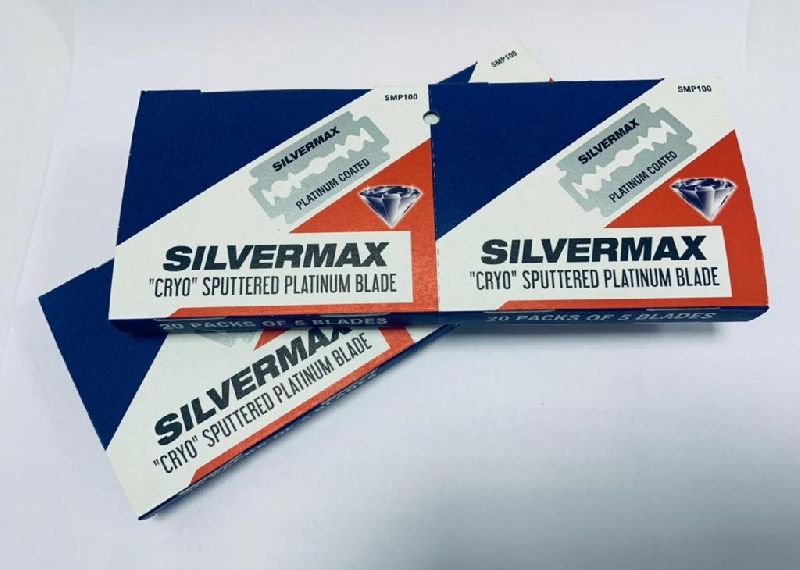 SMP100
SMP100
SILVERMAX
PLATINUM COATED
SILVERMAX
"CRYO" SPUTTERED PLATINUM BLADE
20 PACKS OF 5 BLADES
SMP100
SILVERMAX
PLATINUM COATED
SILVERMAX
"CRYO" SPUTTERED PLATINUM BLADE
20 PACKS OF 5 BLADES
SILVERMAX
"CRYO" SPUTTERED PLATINUM BLADE